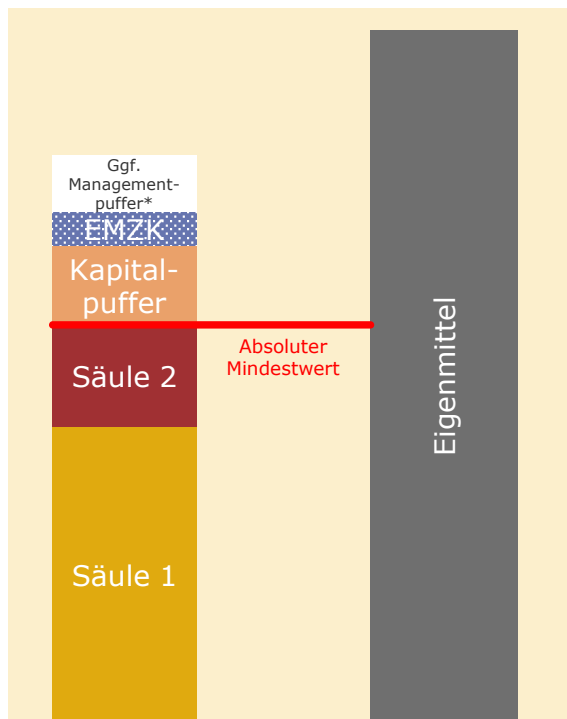 Ggf.
Management-
puffer*
EMZK
Kapital-
puffer
Absoluter
Mindestwert
Säule 2
Säule 1
Eigenmittel